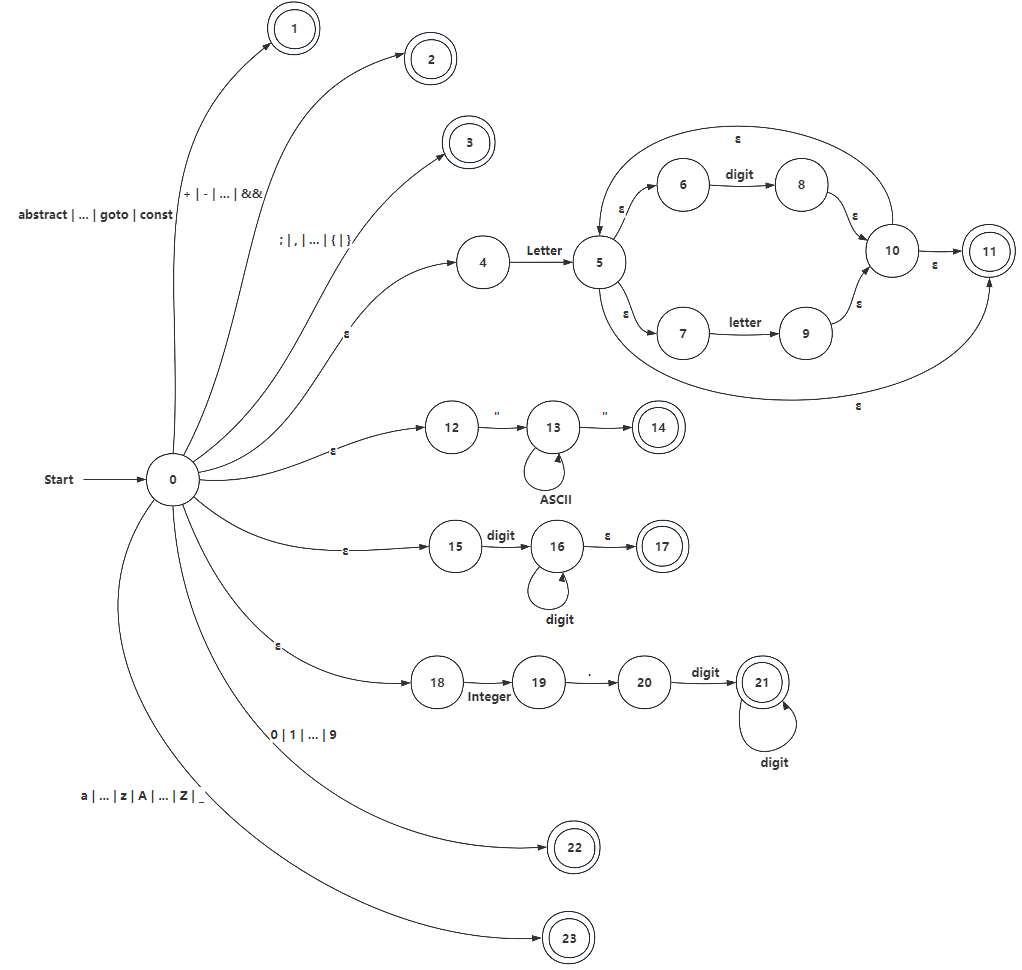 1
2
3
+ | - | ... | &&
abstract | ... | goto | const
; | , | ... | { | }
ε
6
digit
8
ε
ε
4
Letter
5
10
ε
11
ε
ε
7
letter
9
ε
ε
ε
12
"
13
"
14
ε
ASCII
Start
0
15
digit
16
ε
17
ε
digit
ε
18
Integer
19
.
20
digit
21
digit
0 | 1 | ... | 9
a | ... | z | A | ... | Z | _
22
23